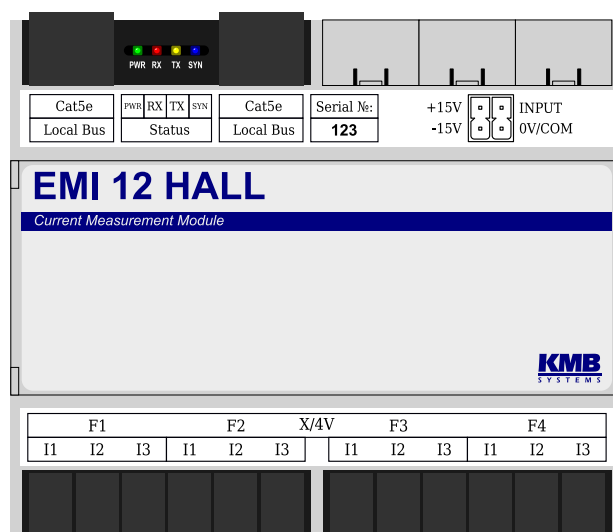 PWR RX TX SYN
Cat5e PWR RX TX SYN Cat5e Serial №: +15V INPUT
Local Bus Status Local Bus 123 -15V 0V/COM
EMI 12 HALL
Current Measurement Module
KMB
SYSTEMS
F1 F2 X/4V F3 F4
I1 I2 I3 I1 I2 I3 I1 I2 I3 I1 I2 I3